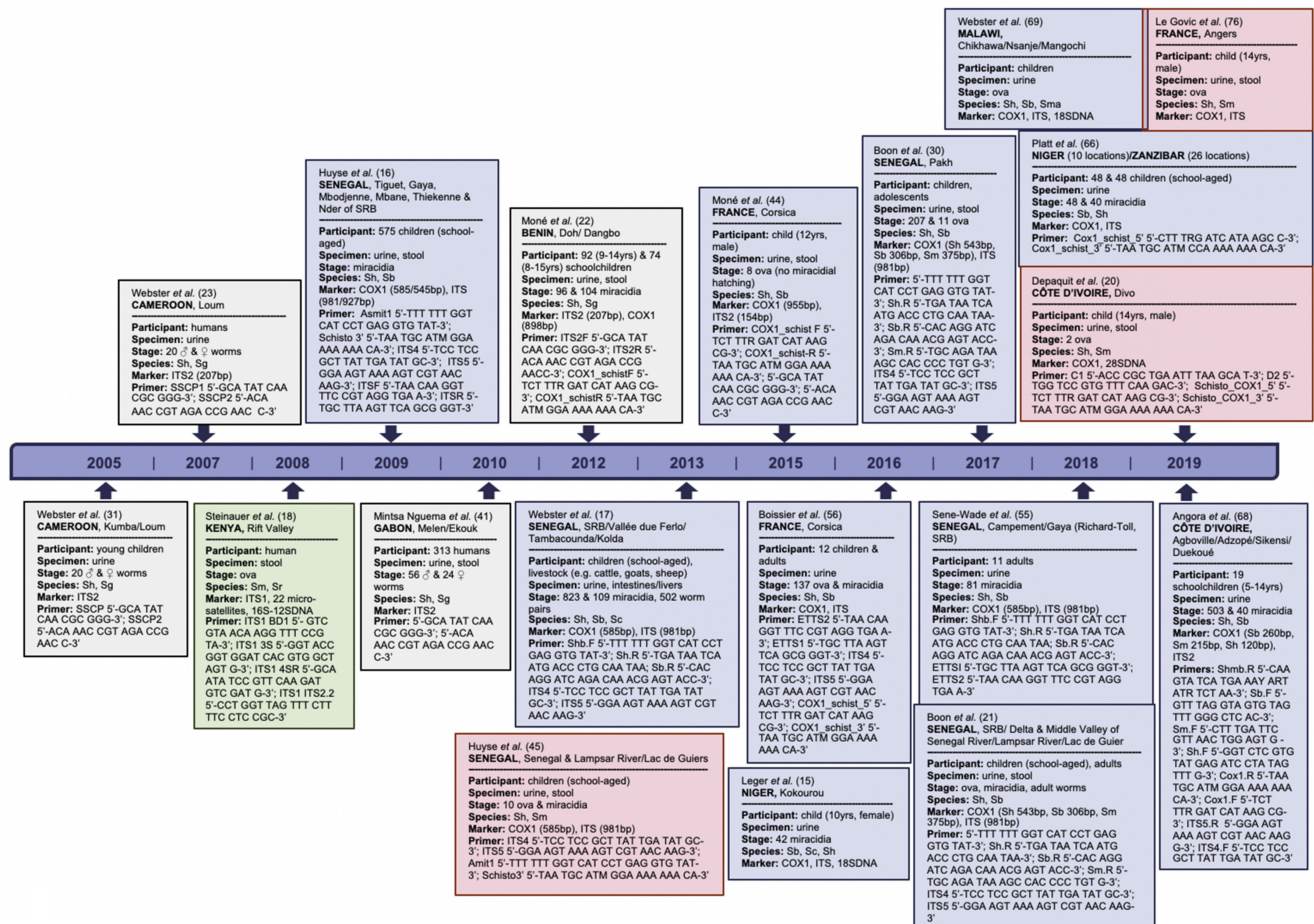 Webster et al. (69)
MALAWI,
Chikhawa/Nsanje/Mangochi
Participant: children
Specimen: urine
Stage: ova
Species: Sh, Sb, Sma
Marker: COX1, ITS, 18SDNA
Le Govic et al. (76)
FRANCE, Angers
Participant: child (14yrs,
male)
Specimen: urine, stool
Stage: ova
Species: Sh, Sm
Marker: COX1, ITS
Huyse et al. (16)
SENEGAL, Tiguet, Gaya,
Mbodjenne, Mbane, Thiekenne &
Nder of SRB
Participant: 575 children (school-
aged)
Specimen: urine, stool
Stage: miracidia
Species: Sh, Sb
Marker: COX1 (585/545bp), ITS
(981/927bp)
Primer: Asmit1 5'-TTT TTT GGT
CAT CCT GAG GTG TAT-3';
Schisto 3'-TAA TGC ATM GGA
AAA AAA CA-3'; ITS4 5'-TCC TCC
GCT TAT TGA TAT GC-3'; ITS5 5'-
GGA AGT AAA AGT CGT AAC
AAG-3'; ITSF 5'-TAA CAA GGT
TTC CGT AGG TGA A-3'; ITSR 5'-
TGC TTA AGT TCA GCG GGT-3'
Boon et al. (30)
SENEGAL, Pakh
Participant: children,
adolescents
Specimen: urine, stool
Stage: 207 & 11 ova
Species: Sh, Sb
Marker: COX1 (Sh 543bp,
Sb 306bp, Sm 375bp), ITS
(981bp)
Primer: 5'-TTT TTT GGT
CAT CCT GAG GTG TAT-
3'; Sh.R 5'-TGA TAA TCA
ATG ACC CTG CAA TAA-
3'; Sb.R 5'-CAC AGG ATC
AGA CAA ACG AGT ACC-
3'; Sm.R 5'-TGC AGA TAA
AGC CAC CCC TGT G-3';
ITS4 5'-TCC TCC GCT
TAT TGA TAT GC-3'; ITS5
5'-GGA AGT AAA AGT
CGT AAC AAG-3'
Platt et al. (66)
NIGER (10 locations)/ZANZIBAR (26 locations)
Participant: 48 & 48 children (school-aged)
Specimen: urine
Stage: 48 & 40 miracidia
Species: Sb, Sh
Marker: COX1, ITS
Primer: Cox1_schist_5' 5'-CTT TRG ATC ATA AGC C-3';
Cox1_schist_3' 5'-TAA TGC ATM CCA AAA AAA CA-3'
Moné et al. (44)
FRANCE, Corsica
Participant: child (12yrs,
male)
Specimen: urine, stool
Stage: 8 ova (no miracidial
hatching)
Species: Sh, Sb
Marker: COX1 (955bp),
ITS2 (154bp)
Primer: COX1_schist F 5'-
TCT TTR GAT CAT AAG
CG-3'; COX1_schist-R 5'-
TAA TGC ATM GGA AAA
AAA CA-3'; 5'-GCA TAT
CAA CGC GGG-3'; 5'-ACA
AAC CGT AGA CCG AAC
C-3'
Moné et al. (22)
BENIN, Doh/ Dangbo
Participant: 92 (9-14yrs) & 74
(8-15yrs) schoolchildren
Specimen: urine, stool
Stage: 96 & 104 miracidia
Species: Sh, Sg
Marker: ITS2 (207bp), COX1
(898bp)
Primer: ITS2F 5'-GCA TAT
CAA CGC GGG-3'; ITS2R 5'-
ACA AAC CGT AGA CCG
AACC-3'; COX1_schistF 5'-
TCT TTR GAT CAT AAG CG-
3'; COX1_schistR 5'-TAA TGC
ATM GGA AAA AAA CA-3'
Webster et al. (23)
CAMEROON, Loum
Participant: humans
Specimen: urine
Stage: 20 ♂ & ♀ worms
Species: Sh, Sg
Marker: ITS2 (207bp)
Primer: SSCP1 5'-GCA TAT CAA
CGC GGG-3'; SSCP2 5'-ACA
AAC CGT AGA CCG AAC C-3'
Depaquit et al. (20)
CÔTE D'IVOIRE, Divo
Participant: child (14yrs, male)
Specimen: urine, stool
Stage: 2 ova
Species: Sh, Sm
Marker: COX1, 28SDNA
Primer: C1 5'-ACC CGC TGA ATT TAA GCA T-3'; D2 5'-
TGG TCC GTG TTT CAA GAC-3'; Schisto_COX1_5' 5'-
TCT TTR GAT CAT AAG CG-3'; Schisto_COX1_3' 5'-
TAA TGC ATM GGA AAA AAA CA-3'
2005 | 2007 | 2008 | 2009 | 2010 | 2012 | 2013 | 2015 | 2016 | 2017 | 2018 | 2019
Webster et al. (31)
CAMEROON, Kumba/Loum
Participant: young children
Specimen: urine
Stage: 20 ♂ & ♀ worms
Species: Sh, Sg
Marker: ITS2
Primer: SSCP 5'-GCA TAT
CAA CGC GGG-3'; SSCP2
5'-ACA AAC CGT AGA CCG
AAC C-3'
Steinauer et al. (18)
KENYA, Rift Valley
Participant: human
Specimen: stool
Stage: ova
Species: Sm, Sr
Marker: ITS1, 22 micro-
satellites, 16S-12SDNA
Primer: ITS1 BD1 5'- GTC
GTA ACA AGG TTT CCG
TA-3'; ITS1 3S 5'-GGT ACC
GGT GGAT CAC GTG GCT
AGT G-3'; ITS1 4SR 5'-GCA
ATA TCC GTT CAA GAT
GTC GAT G-3'; ITS1 ITS2.2
5'-CCT GGT TAG TTT CTT
TTC CTC CGC-3'
Mintsa Nguema et al. (41)
GABON, Melen/Ekouk
Participant: 313 humans
Specimen: urine, stool
Stage: 56 ♂ & 24 ♀
worms
Species: Sh, Sg
Marker: ITS2
Primer: 5'-GCA TAT CAA
CGC GGG-3'; 5'-ACA
AAC CGT AGA CCG AAC
C-3'
Webster et al. (17)
SENEGAL, SRB/Vallée due Ferlo/
Tambacounda/Kolda
Participant: children (school-aged),
livestock (e.g. cattle, goats, sheep)
Specimen: urine, intestines/livers
Stage: 823 & 109 miracidia, 502 worm
pairs
Species: Sh, Sb, Sc
Marker: COX1 (585bp), ITS (981bp)
Primer: Shb.F 5'-TTT TTT GGT CAT CCT
GAG GTG TAT-3'; Sh.R 5'-TGA TAA TCA
ATG ACC CTG CAA TAA; Sb.R 5'-CAC
AGG ATC AGA CAA ACG AGT ACC-3';
ITS4 5'-TCC TCC GCT TAT TGA TAT
GC-3'; ITS5 5'-GGA AGT AAA AGT CGT
AAC AAG-3'
Boissier et al. (56)
FRANCE, Corsica
Participant: 12 children &
adults
Specimen: urine
Stage: 137 ova & miracidia
Species: Sh, Sb
Marker: COX1, ITS
Primer: ETTS2 5'-TAA CAA
GGT TTC CGT AGG TGA A-
3'; ETTS1 5'-TGC TTA AGT
TCA GCG GGT-3'; ITS4 5'-
TCC TCC GCT TAT TGA
TAT GC-3'; ITS5 5'-GGA
AGT AAA AGT CGT AAC
AAG-3'; COX1_schist_5' 5'-
TCT TTR GAT CAT AAG
CG-3'; COX1_schist_3' 5'-
TAA TGC ATM GGA AAA
AAA CA-3'
Sene-Wade et al. (55)
SENEGAL, Campement/Gaya (Richard-Toll,
SRB)
Participant: 11 adults
Specimen: urine
Stage: 81 miracidia
Species: Sh, Sb
Marker: COX1 (585bp), ITS (981bp)
Primer: Shb.F 5'-TTT TTT GGT CAT CCT
GAG GTG TAT-3'; Sh.R 5'-TGA TAA TCA
ATG ACC CTG CAA TAA; Sb.R 5'-CAC
AGG ATC AGA CAA ACG AGT ACC-3';
ETTSI 5'-TGC TTA AGT TCA GCG GGT-3';
ETTS2 5'-TAA CAA GGT TTC CGT AGG
TGA A-3'
Angora et al. (68)
CÔTE D'IVOIRE,
Agboville/Adzopé/Sikensi/
Duekoué
Participant: 19
schoolchildren (5-14yrs)
Specimen: urine
Stage: 503 & 40 miracidia
Species: Sh, Sb
Marker: COX1 (Sb 260bp,
Sm 215bp, Sh 120bp),
ITS2
Primers: Shmb.R 5'-CAA
GTA TCA TGA AAY ART
ATR TCT AA-3'; Sb.F 5'-
GTT TAG GTA GTG TAG
TTT GGG CTC AC-3';
Sm.F 5'-CTT TGA TTC
GTT AAC TGG AGT G -
3'; Sh.F 5'-GGT CTC GTG
TAT GAG ATC CTA TAG
TTT G-3'; Cox1.R 5'-TAA
TGC ATM GGA AAA AAA
CA-3'; Cox1.F 5'-TCT
TTR GAT CAT AAG CG-
3'; ITS5.R 5'-GGA AGT
AAA AGT CGT AAC AAG
G-3'; ITS4.F 5'-TCC TCC
GCT TAT TGA TAT GC-3'
Huyse et al. (45)
SENEGAL, Senegal & Lampsar River/Lac de Guiers
Participant: children (school-aged)
Specimen: urine, stool
Stage: 10 ova & miracidia
Species: Sh, Sm
Marker: COX1 (585bp), ITS (981bp)
Primer: ITS4 5'-TCC TCC GCT TAT TGA TAT GC-
3'; ITS5 5'-GGA AGT AAA AGT CGT AAC AAG-3';
Amit1 5'-TTT TTT GGT CAT CCT GAG GTG TAT-
3'; Schisto3' 5'-TAA TGC ATM GGA AAA AAA CA-3'
Leger et al. (15)
NIGER, Kokourou
Participant: child (10yrs, female)
Specimen: urine
Stage: 42 miracidia
Species: Sb, Sc, Sh
Marker: COX1, ITS, 18SDNA
Boon et al. (21)
SENEGAL, SRB/ Delta & Middle Valley of
Senegal River/Lampsar River/Lac de Guier
Participant: children (school-aged), adults
Specimen: urine, stool
Stage: ova, miracidia, adult worms
Species: Sh, Sb
Marker: COX1 (Sh 543bp, Sb 306bp, Sm
375bp), ITS (981bp)
Primer: 5'-TTT TTT GGT CAT CCT GAG
GTG TAT-3'; Sh.R 5'-TGA TAA TCA ATG
ACC CTG CAA TAA-3'; Sb.R 5'-CAC AGG
ATC AGA CAA ACG AGT ACC-3'; Sm.R 5'-
TGC AGA TAA AGC CAC CCC TGT G-3';
ITS4 5'-TCC TCC GCT TAT TGA TAT GC-3';
ITS5 5'-GGA AGT AAA AGT CGT AAC AAG-
3'